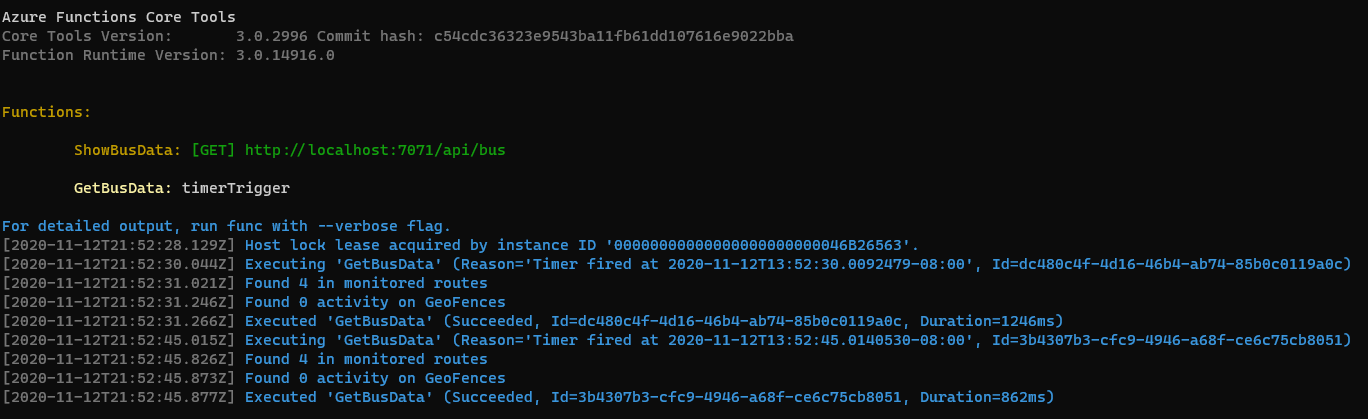 Azure Functions Core Tools
Core Tools Version:       3.0.2996 Commit hash: c54cdc36323e9543ba11fb61dd107616e9022bba
Function Runtime Version: 3.0.14916.0
Functions:
ShowBusData: [GET] http://localhost:7071/api/bus
GetBusData: timerTrigger
For detailed output, run func with --verbose flag.
[2020-11-12T21:52:28.129Z] Host lock lease acquired by instance ID '00000000000000000000000046B26563'.
[2020-11-12T21:52:30.044Z] Executing 'GetBusData' (Reason='Timer fired at 2020-11-12T13:52:30.0092479-08:00', Id=dc480c4f-4d16-46b4-ab74-85b0c0119a0c)
[2020-11-12T21:52:31.021Z] Found 4 in monitored routes
[2020-11-12T21:52:31.246Z] Found 0 activity on GeoFences
[2020-11-12T21:52:31.266Z] Executed 'GetBusData' (Succeeded, Id=dc480c4f-4d16-46b4-ab74-85b0c0119a0c, Duration=1246ms)
[2020-11-12T21:52:45.015Z] Executing 'GetBusData' (Reason='Timer fired at 2020-11-12T13:52:45.0140530-08:00', Id=3b4307b3-cfc9-4946-a68f-ce6c75cb8051)
[2020-11-12T21:52:45.826Z] Found 4 in monitored routes
[2020-11-12T21:52:45.873Z] Found 0 activity on GeoFences
[2020-11-12T21:52:45.877Z] Executed 'GetBusData' (Succeeded, Id=3b4307b3-cfc9-4946-a68f-ce6c75cb8051, Duration=862ms)